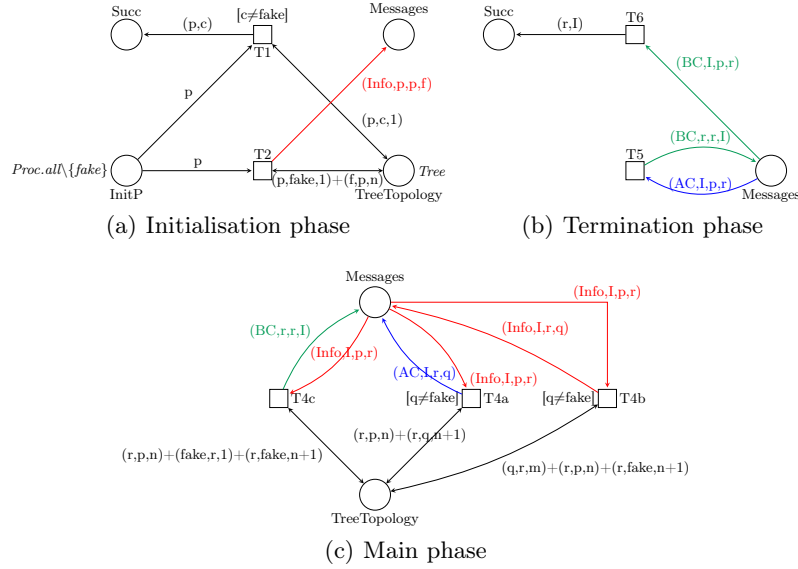 Succ
[c≠fake]
Messages
(p,c)
T1
(Info,p,p,f)
p
(p,c,1)
T2
Proc.all\{fake}
p
Tree
(p,fake,1)+(f,p,n)
InitP
TreeTopology
(a) Initialisation phase
Succ
T6
(r,I)
(BC,I,p,r)
(BC,r,r,I)
T5
(AC,I,p,r)
Messages
(b) Termination phase
Messages
(Info,I,p,r)
(BC,r,r,I)
(Info,I,r,q)
(Info,I,p,r)
(AC,I,r,q)
(Info,I,p,r)
T4c
[q≠fake]
T4a
[q≠fake]
T4b
(r,p,n)+(r,q,n+1)
(r,p,n)+(fake,r,1)+(r,fake,n+1)
(q,r,m)+(r,p,n)+(r,fake,n+1)
TreeTopology
(c) Main phase